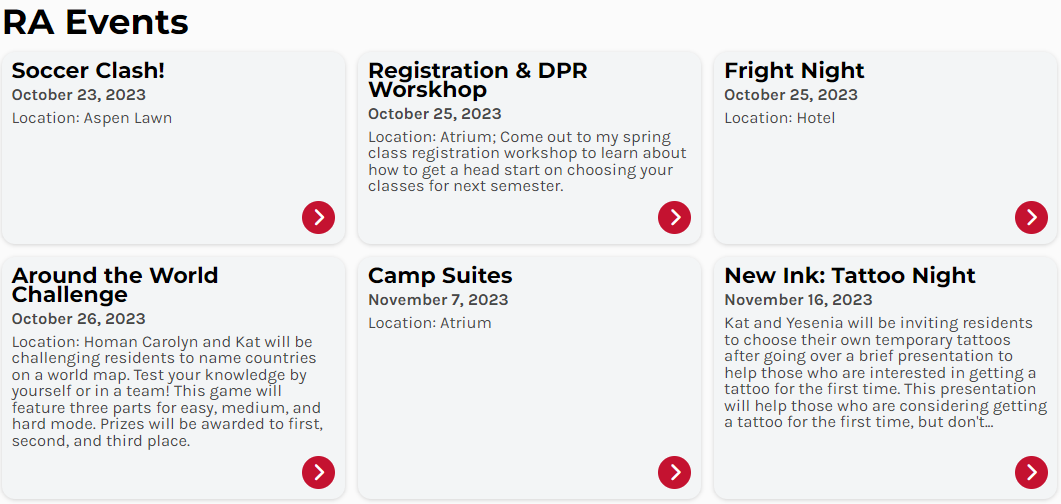 RA Events
Soccer Clash!
October 23, 2023
Location: Aspen Lawn
Registration & DPR
Worskhop
October 25, 2023
Location: Atrium; Come out to my spring
class registration workshop to learn about
how to get a head start on choosing your
classes for next semester.
Fright Night
October 25, 2023
Location: Hotel
Around the World
Challenge
October 26, 2023
Location: Homan Carolyn and Kat will be
challenging residents to name countries
on a world map. Test your knowledge by
yourself or in a team! This game will
feature three parts for easy, medium, and
hard mode. Prizes will be awarded to first,
second, and third place.
Camp Suites
November 7, 2023
Location: Atrium
New Ink: Tattoo Night
November 16, 2023
Kat and Yesenia will be inviting residents
to choose their own temporary tattoos
after going over a brief presentation to
help those who are interested in getting a
tattoo for the first time. This presentation
will help those who are considering getting
a tattoo for the first time, but don't...